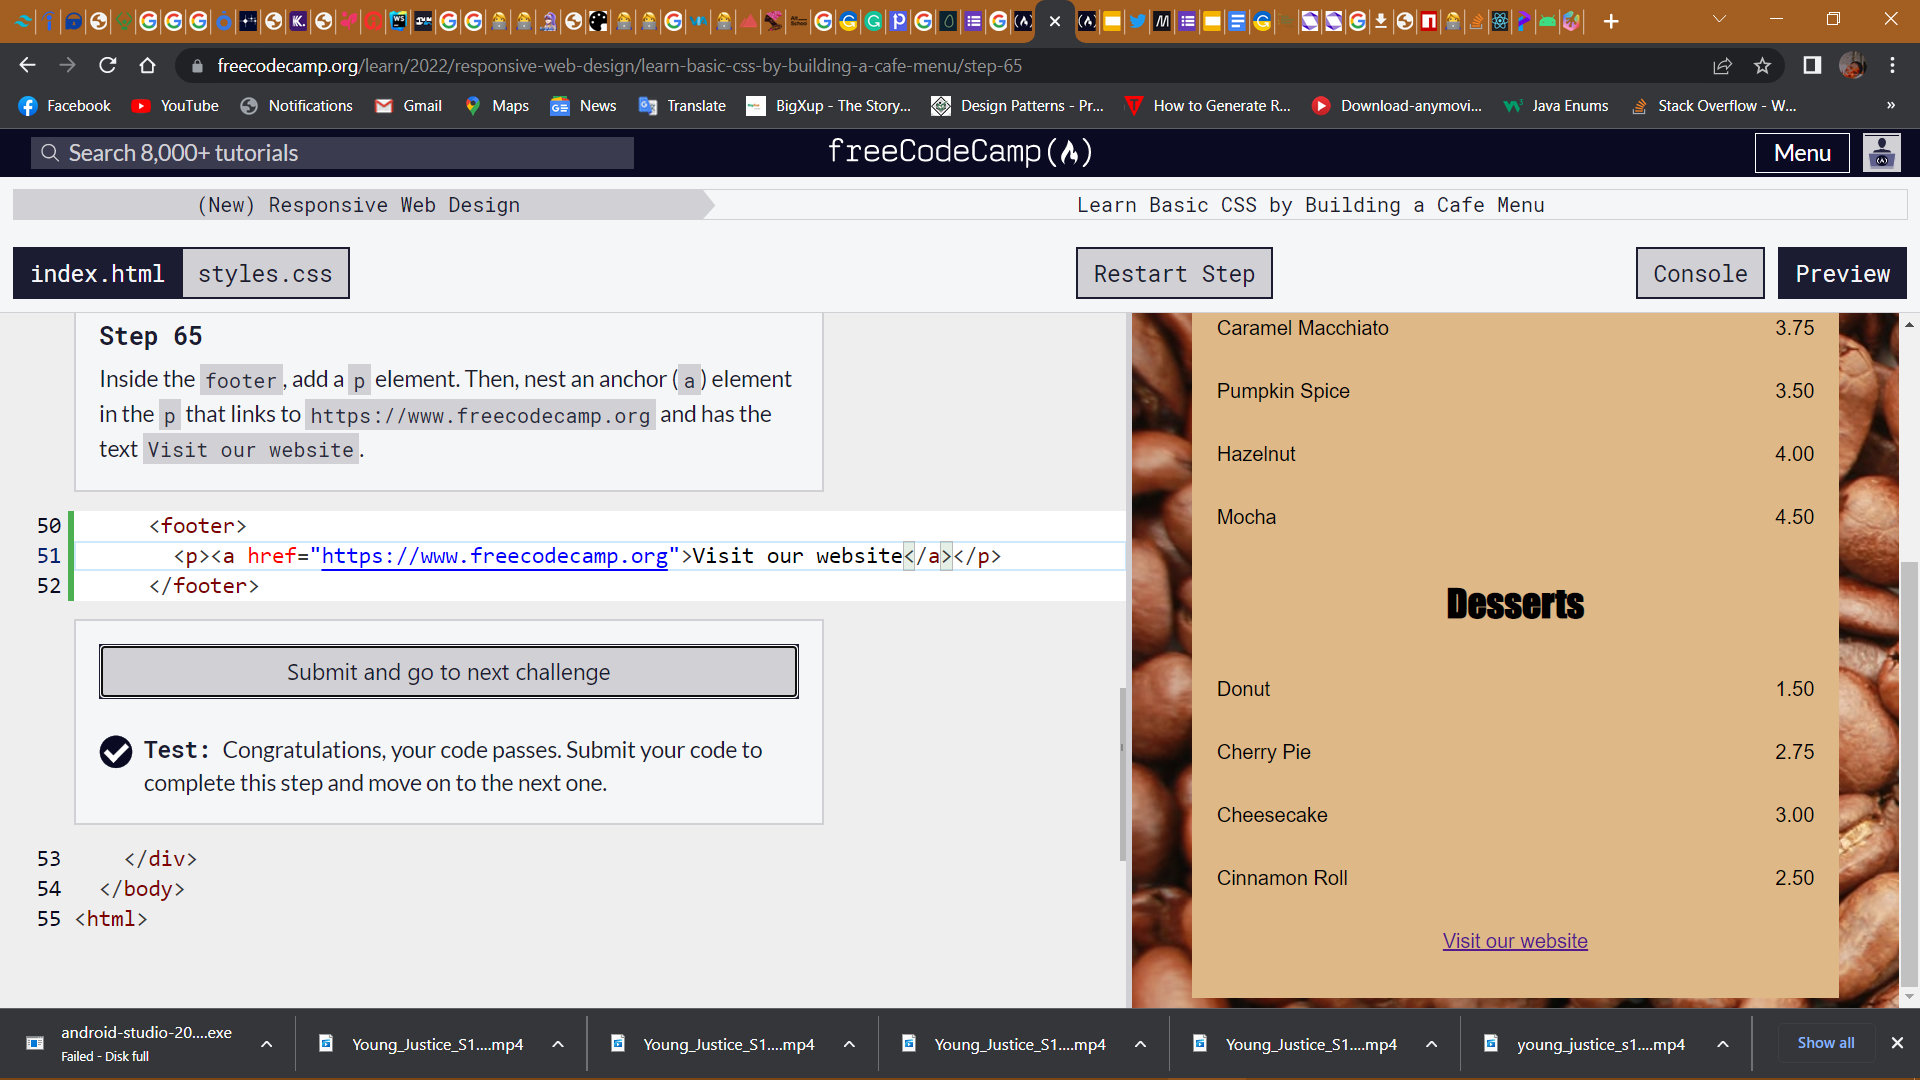 freecodecamp.org/learn/2022/responsive-web-design/learn-basic-css-by-building-a-cafe-menu/step-65
Facebook YouTube Notifications Gmail Maps News Translate BigXup - The Story... Design Patterns - Pr... How to Generate R... Download-anymovi... Java Enums Stack Overflow - W... »
Search 8,000+ tutorials
freeCodeCamp
Menu
(New) Responsive Web Design
Learn Basic CSS by Building a Cafe Menu
index.html styles.css
Restart Step
Console Preview
Step 65
Inside the footer, add a p element. Then, nest an anchor (a) element
in the p that links to https://www.freecodecamp.org and has the
text Visit our website.
50 <footer>
51 <p><a href="https://www.freecodecamp.org">Visit our website</a></p>
52 </footer>
Submit and go to next challenge
Test: Congratulations, your code passes. Submit your code to
complete this step and move on to the next one.
53 </div>
54 </body>
55 <html>
Caramel Macchiato 3.75
Pumpkin Spice 3.50
Hazelnut 4.00
Mocha 4.50
Desserts
Donut 1.50
Cherry Pie 2.75
Cheesecake 3.00
Cinnamon Roll 2.50
Visit our website
android-studio-20....exe
Failed - Disk full
Young_Justice_S1....mp4
Young_Justice_S1....mp4
Young_Justice_S1....mp4
Young_Justice_S1....mp4
young_justice_s1....mp4
Show all